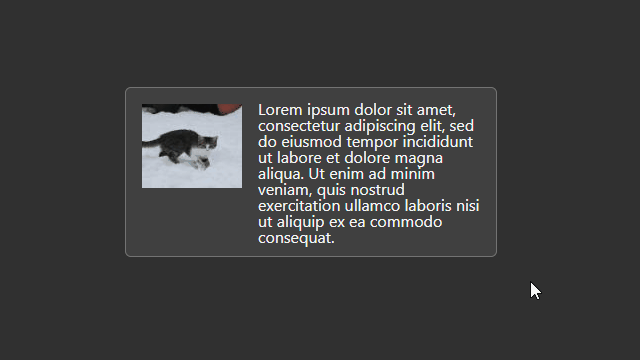 Lorem ipsum dolor sit amet,
consectetur adipiscing elit, sed
do eiusmod tempor incididunt
ut labore et dolore magna
aliqua. Ut enim ad minim
veniam, quis nostrud
exercitation ullamco laboris nisi
ut aliquip ex ea commodo
consequat.